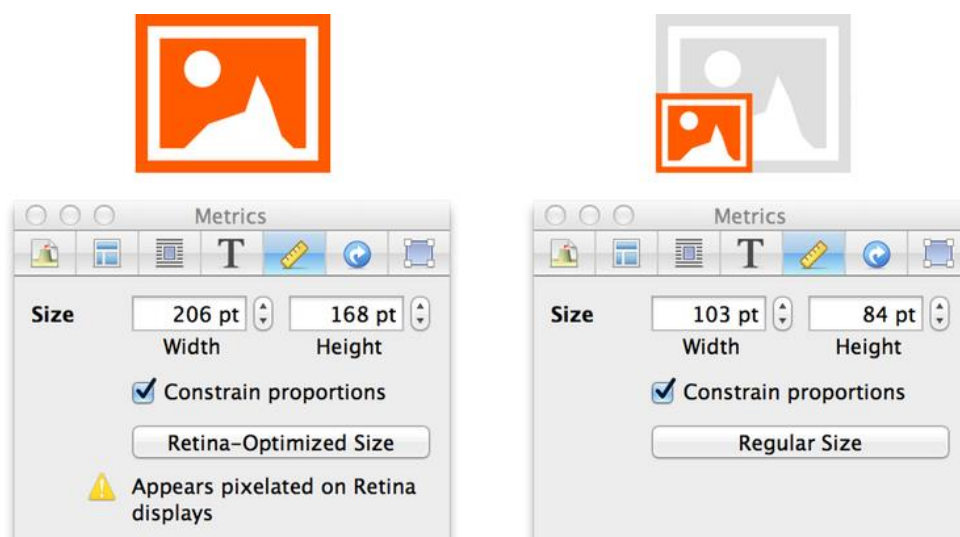 Metrics
T
Size 206 pt 168 pt
Width Height
Constrain proportions
Retina-Optimized Size
Appears pixelated on Retina
displays
Metrics
T
Size 103 pt 84 pt
Width Height
Constrain proportions
Regular Size